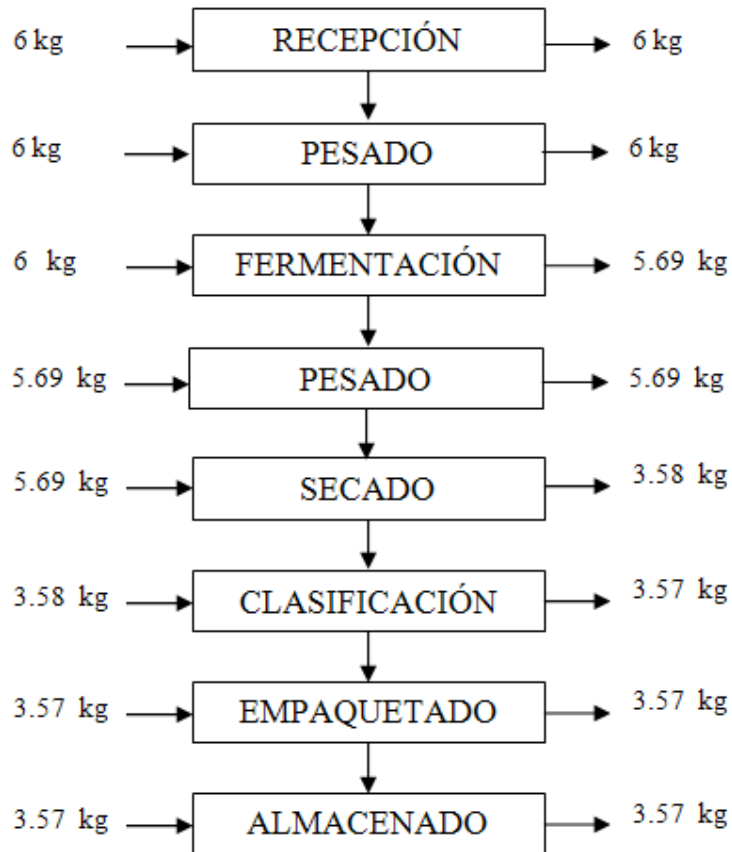 6 kg RECEPCIÓN 6 kg
6 kg PESADO 6 kg
6 kg FERMENTACIÓN 5.69 kg
5.69 kg PESADO 5.69 kg
5.69 kg SECADO 3.58 kg
3.58 kg CLASIFICACIÓN 3.57 kg
3.57 kg EMPAQUETADO 3.57 kg
3.57 kg ALMACENADO 3.57 kg